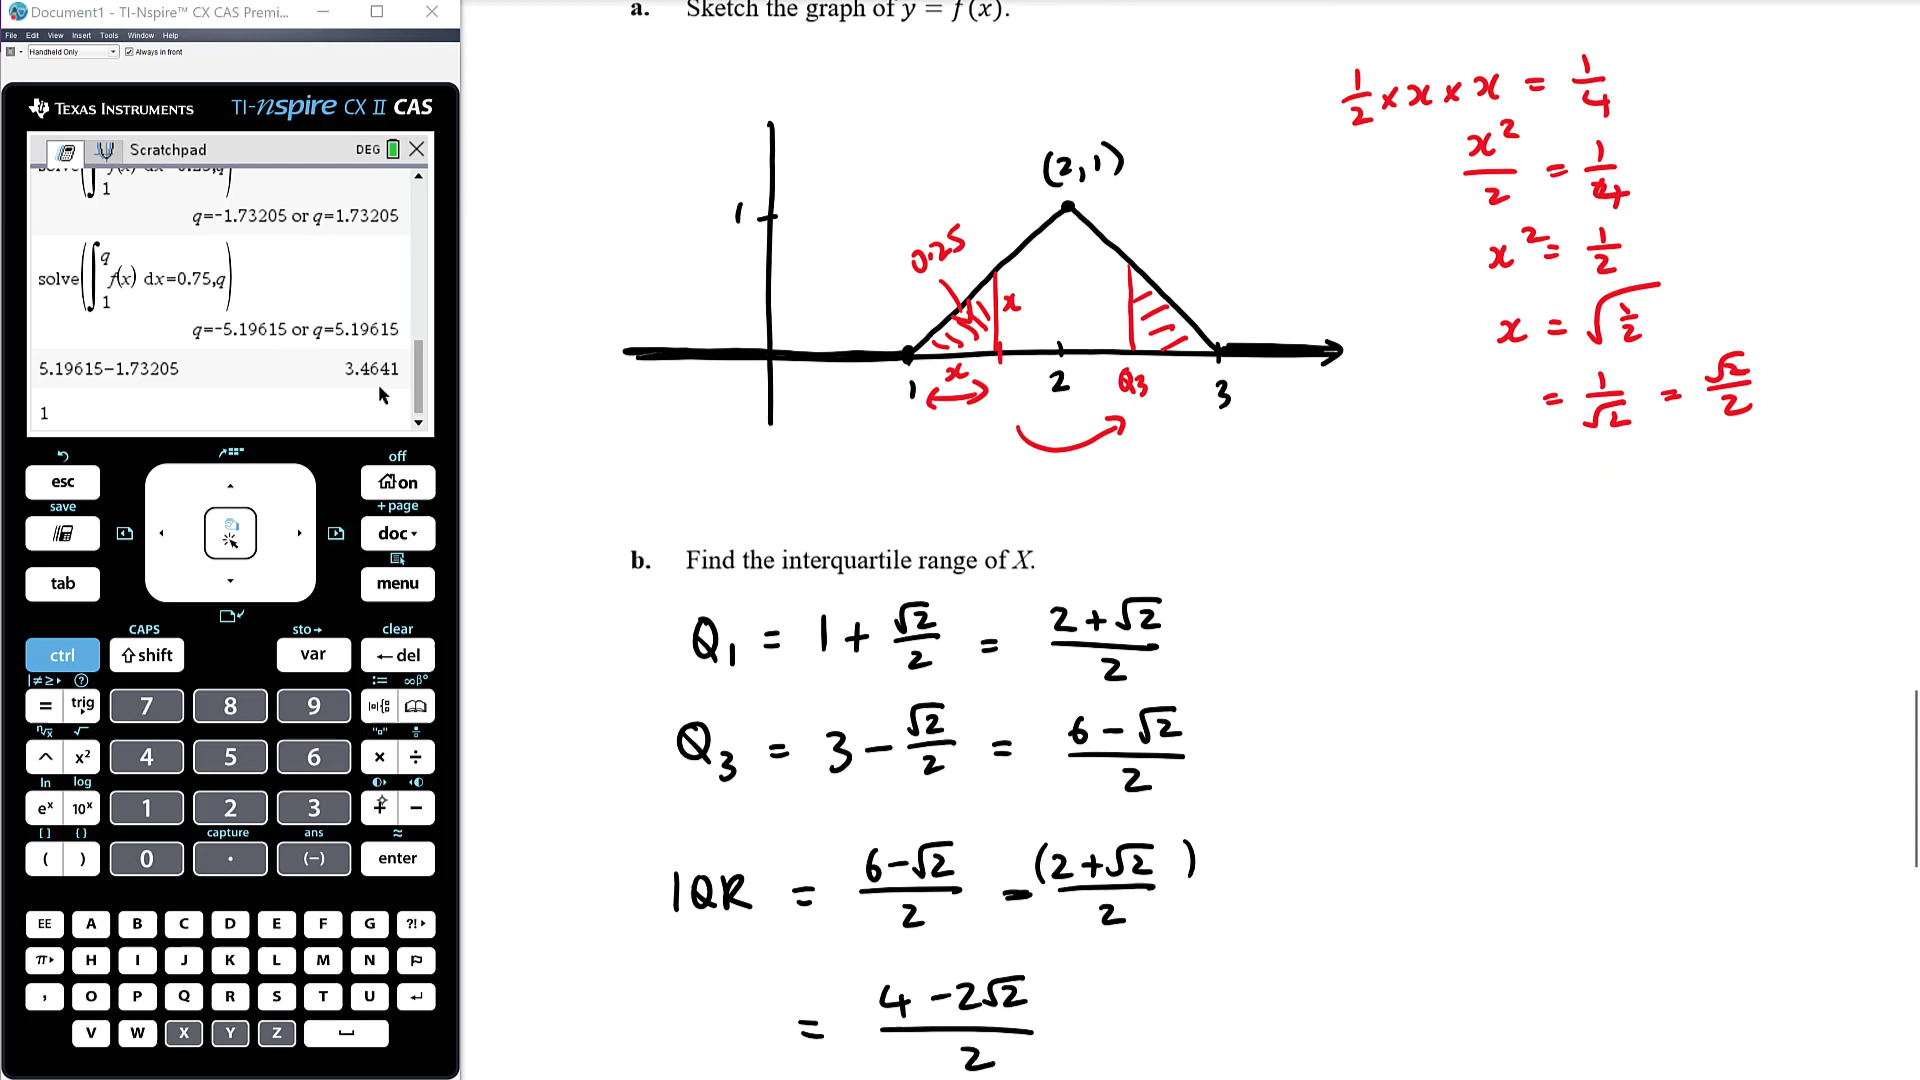 Document1 - TI-Nspire™ CX CAS Premi...
File Edit View Insert Tools Window Help
Handheld Only
Always in front
TEXAS INSTRUMENTS TI-nspire CX II CAS
Scratchpad DEG
1
q=-1.73205 or q=1.73205
solve(∫ q 1 f(x) dx=0.75,q)
q=-5.19615 or q=5.19615
5.19615-1.73205 3.4641
1
off
esc on
save +page
doc
tab menu
CAPS sto→ clear
ctrl shift var ←del
|≠≥▸ ? := ∞β°
= trig 7 8 9
ⁿ√x √
^ x² 4 5 6 × ÷
ln log
eˣ 10ˣ 1 2 3 + −
[ ] { } capture ans ≈
( ) 0 . (−) enter
EE A B C D E F G ?!▸
π▸ H I J K L M N
, O P Q R S T U ↵
V W X Y Z
a. Sketch the graph of y = f(x).
1
(2,1)
0.25
x
x
1 2 Q3 3
1/2 × x × x = 1/4
x²/2 = 1/4
x² = 1/2
x = √1/2
= 1/√2 = √2/2
b. Find the interquartile range of X.
Q₁ = 1 + √2/2 = 2+√2/2
Q₃ = 3 − √2/2 = 6−√2/2
IQR = 6−√2/2 − (2+√2)/2
= 4−2√2/2